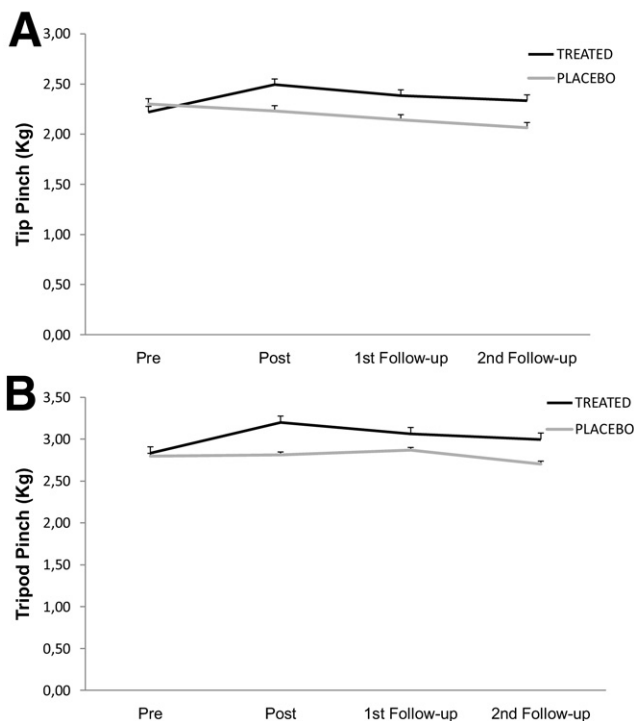 A
3,00
2,50
2,00
1,50
1,00
0,50
0,00
Tip Pinch (Kg)
TREATED
PLACEBO
Pre Post 1st Follow-up 2nd Follow-up
B
3,50
3,00
2,50
2,00
1,50
1,00
0,50
0,00
Tripod Pinch (Kg)
TREATED
PLACEBO
Pre Post 1st Follow-up 2nd Follow-up